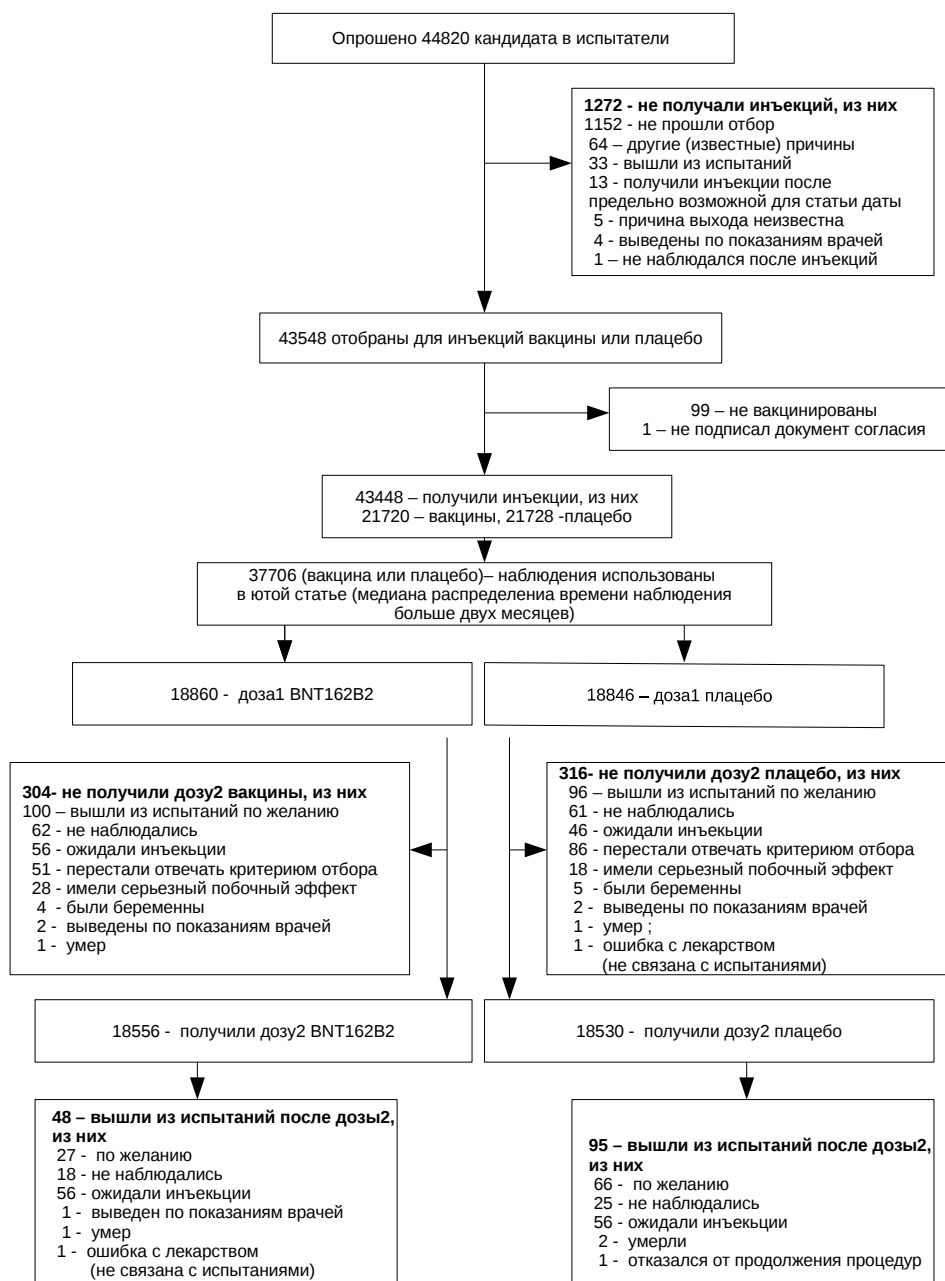 Опрошено 44820 кандидата в испытатели
1272 - не получали инъекций, из них
1152 - не прошли отбор
64 – другие (известные) причины
33 - вышли из испытаний
13 - получили инъекции после
предельно возможной для статьи даты
5 - причина выхода неизвестна
4 - выведены по показаниям врачей
1 – не наблюдался после инъекций
43548 отобраны для инъекций вакцины или плацебо
99 – не вакцинированы
1 – не подписал документ согласия
43448 – получили инъекции, из них
21720 – вакцины, 21728 -плацебо
37706 (вакцина или плацебо)– наблюдения использованы
в ютой статье (медиана распределениа времени наблюдения
больше двух месяцев)
18860 - доза1 BNT162B2
18846 – доза1 плацебо
304- не получили дозу2 вакцины, из них
100 – вышли из испытаний по желанию
62 - не наблюдались
56 - ожидали инъекьции
51 - перестали отвечать критериюм отбора
28 - имели серьезный побочный эффект
4 - были беременны
2 - выведены по показаниям врачей
1 - умер
316- не получили дозу2 плацебо, из них
96 – вышли из испытаний по желанию
61 - не наблюдались
46 - ожидали инъекьции
86 - перестали отвечать критериюм отбора
18 - имели серьезный побочный эффект
5 - были беременны
2 - выведены по показаниям врачей
1 - умер ;
1 - ошибка с лекарством
(не связана с испытаниями)
18556 - получили дозу2 BNT162B2
18530 - получили дозу2 плацебо
48 – вышли из испытаний после дозы2,
из них
27 - по желанию
18 - не наблюдались
56 - ожидали инъекьции
1 - выведен по показаниям врачей
1 - умер
1 - ошибка с лекарством
(не связана с испытаниями)
95 – вышли из испытаний после дозы2,
из них
66 - по желанию
25 - не наблюдались
56 - ожидали инъекьции
2 - умерли
1 - отказался от продолжения процедур